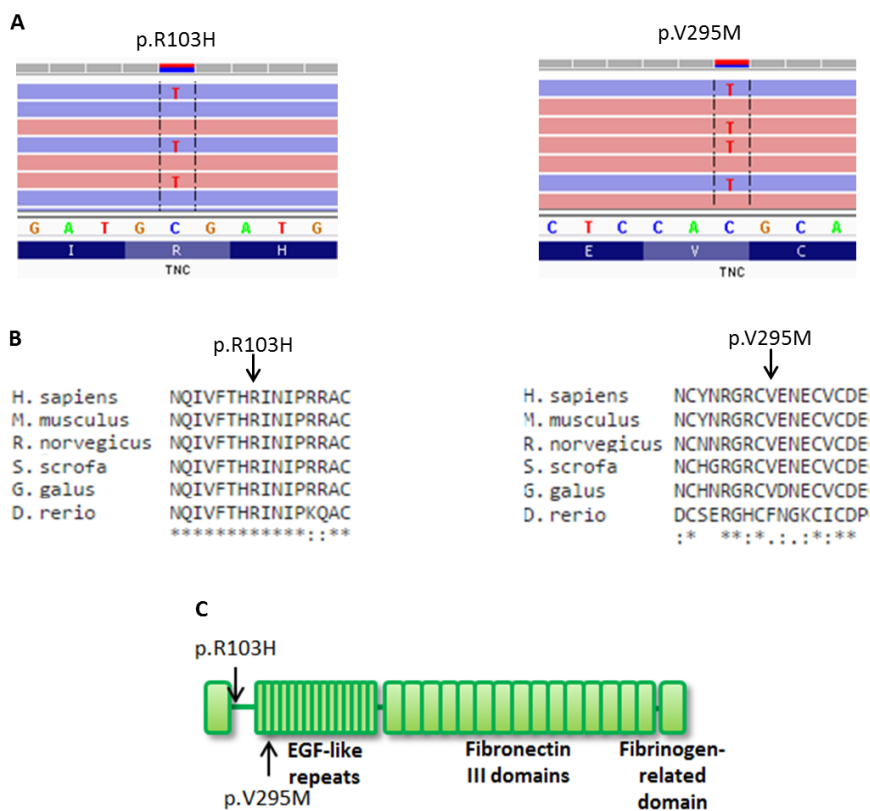 A
p.R103H
p.V295M
T
T
T
T
T
T
T
G A T G C G A T G
C T C C A C G C A
I R H
E V C
TNC
TNC
B
p.R103H
p.V295M
H. sapiens NQIVFTHRINIPRRAC
M. musculus NQIVFTHRINIPRRAC
R. norvegicus NQIVFTHRINIPRRAC
S. scrofa NQIVFTHRINIPRRAC
G. galus NQIVFTHRINIPRRAC
D. rerio NQIVFTHRINIPKQAC
************::**
H. sapiens NCYNRGRCVENECVCDE
M. musculus NCYNRGRCVENECVCDE
R. norvegicus NCNNRGRCVENECVCDE
S. scrofa NCHGRGRCVENECVCDE
G. galus NCHNRGRCVDNECVCDE
D. rerio DCSERGHCFNGKCICDP
:* **:*.:.:*:**
C
p.R103H
EGF-like
repeats
Fibronectin
III domains
Fibrinogen-
related
domain
p.V295M